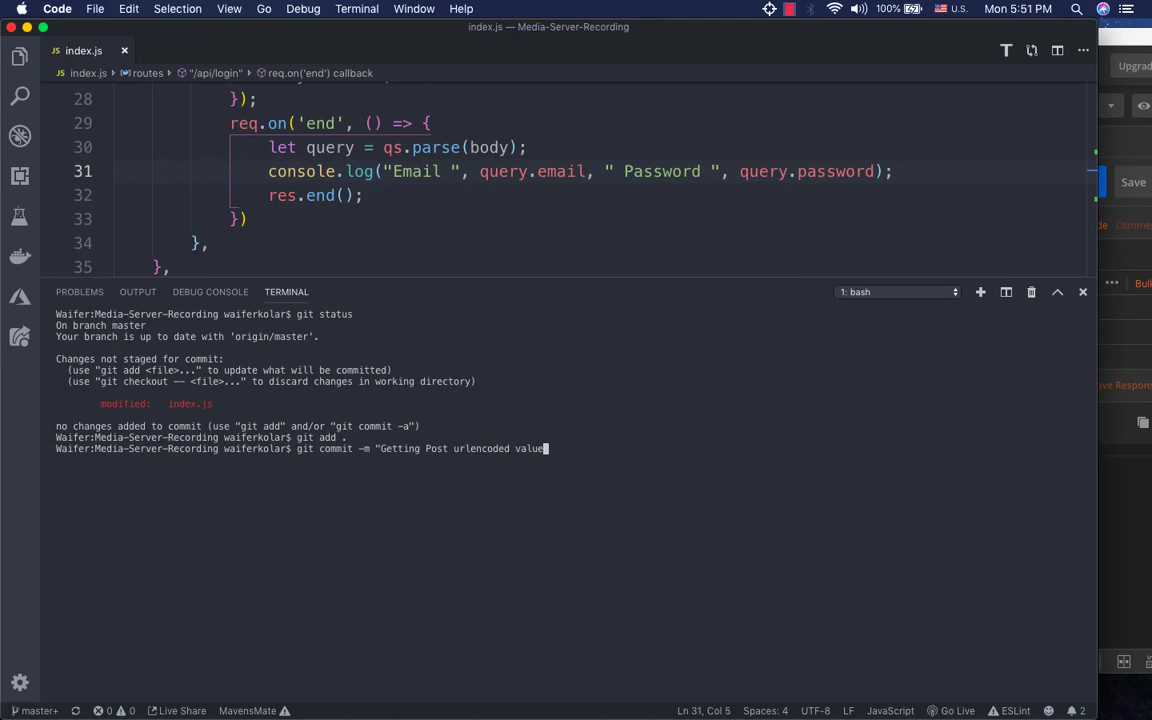 Code File Edit Selection View Go Debug Terminal Window Help 100% U.S. Mon 5:51 PM
index.js — Media-Server-Recording
JS index.js ×
Upgrad
JS index.js › routes › "/api/login" › req.on('end') callback
28 });
29 req.on('end', () => {
30 let query = qs.parse(body);
31 console.log("Email ", query.email, " Password ", query.password);
32 res.end();
33 })
34 },
35 },
Save
de Comme
Bulk
ave Respons
PROBLEMS OUTPUT DEBUG CONSOLE TERMINAL 1: bash
Waifer:Media-Server-Recording waiferkolar$ git status
On branch master
Your branch is up to date with 'origin/master'.
Changes not staged for commit:
(use "git add <file>..." to update what will be committed)
(use "git checkout -- <file>..." to discard changes in working directory)
modified: index.js
no changes added to commit (use "git add" and/or "git commit -a")
Waifer:Media-Server-Recording waiferkolar$ git add .
Waifer:Media-Server-Recording waiferkolar$ git commit -m "Getting Post urlencoded value
master+ 0 0 Live Share MavensMate Ln 31, Col 5 Spaces: 4 UTF-8 LF JavaScript Go Live ESLint 2